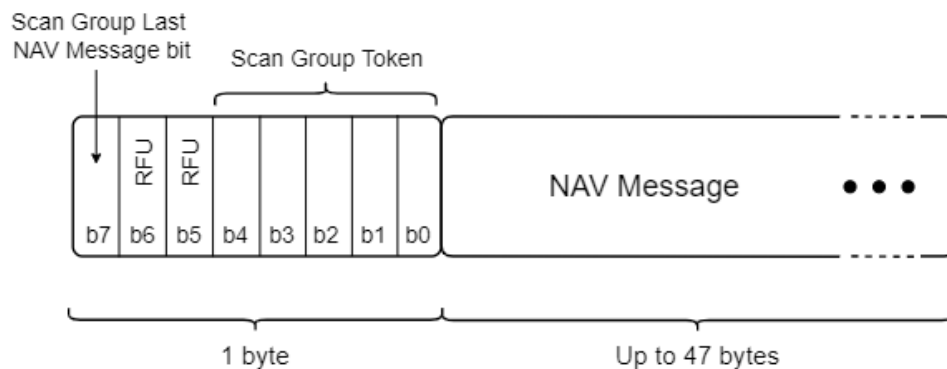 Scan Group Last
NAV Message bit
Scan Group Token
RFU
RFU
NAV Message
b7 b6 b5 b4 b3 b2 b1 b0
1 byte
Up to 47 bytes